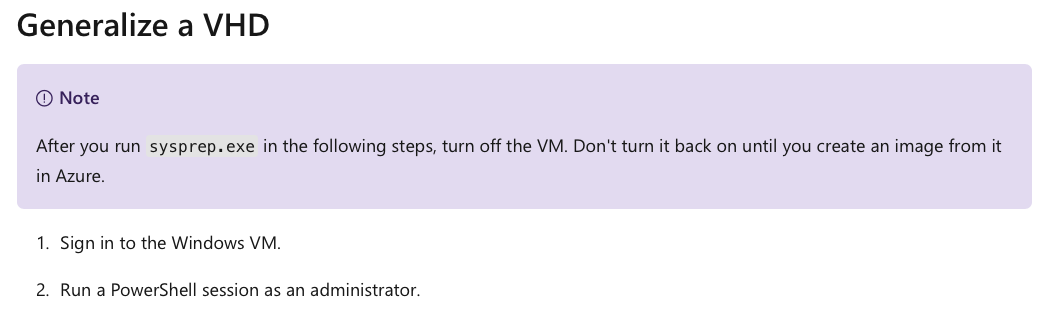 Generalize a VHD
Note
After you run sysprep.exe in the following steps, turn off the VM. Don't turn it back on until you create an image from it
in Azure.
1. Sign in to the Windows VM.
2. Run a PowerShell session as an administrator.